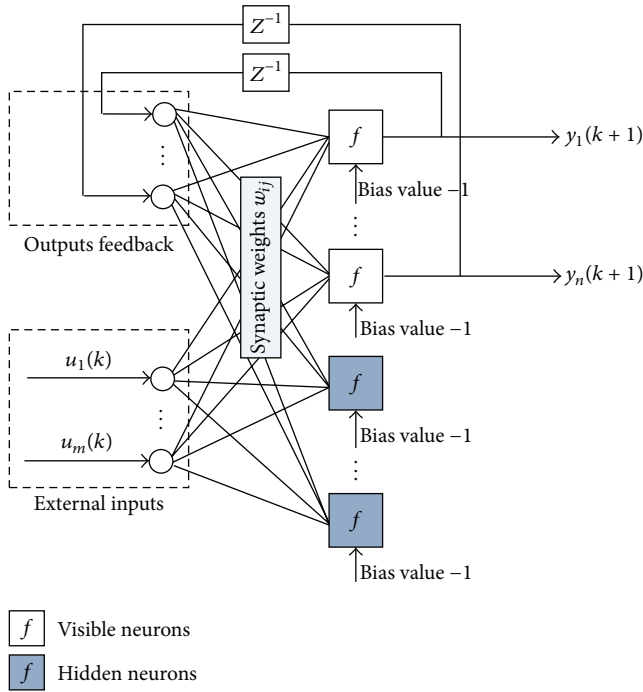 Z⁻¹
Z⁻¹
f
y₁(k + 1)
Bias value −1
Outputs feedback
Synaptic weights wᵢⱼ
f
yₙ(k + 1)
Bias value −1
u₁(k)
f
Bias value −1
uₘ(k)
External inputs
f
Bias value −1
f Visible neurons
f Hidden neurons